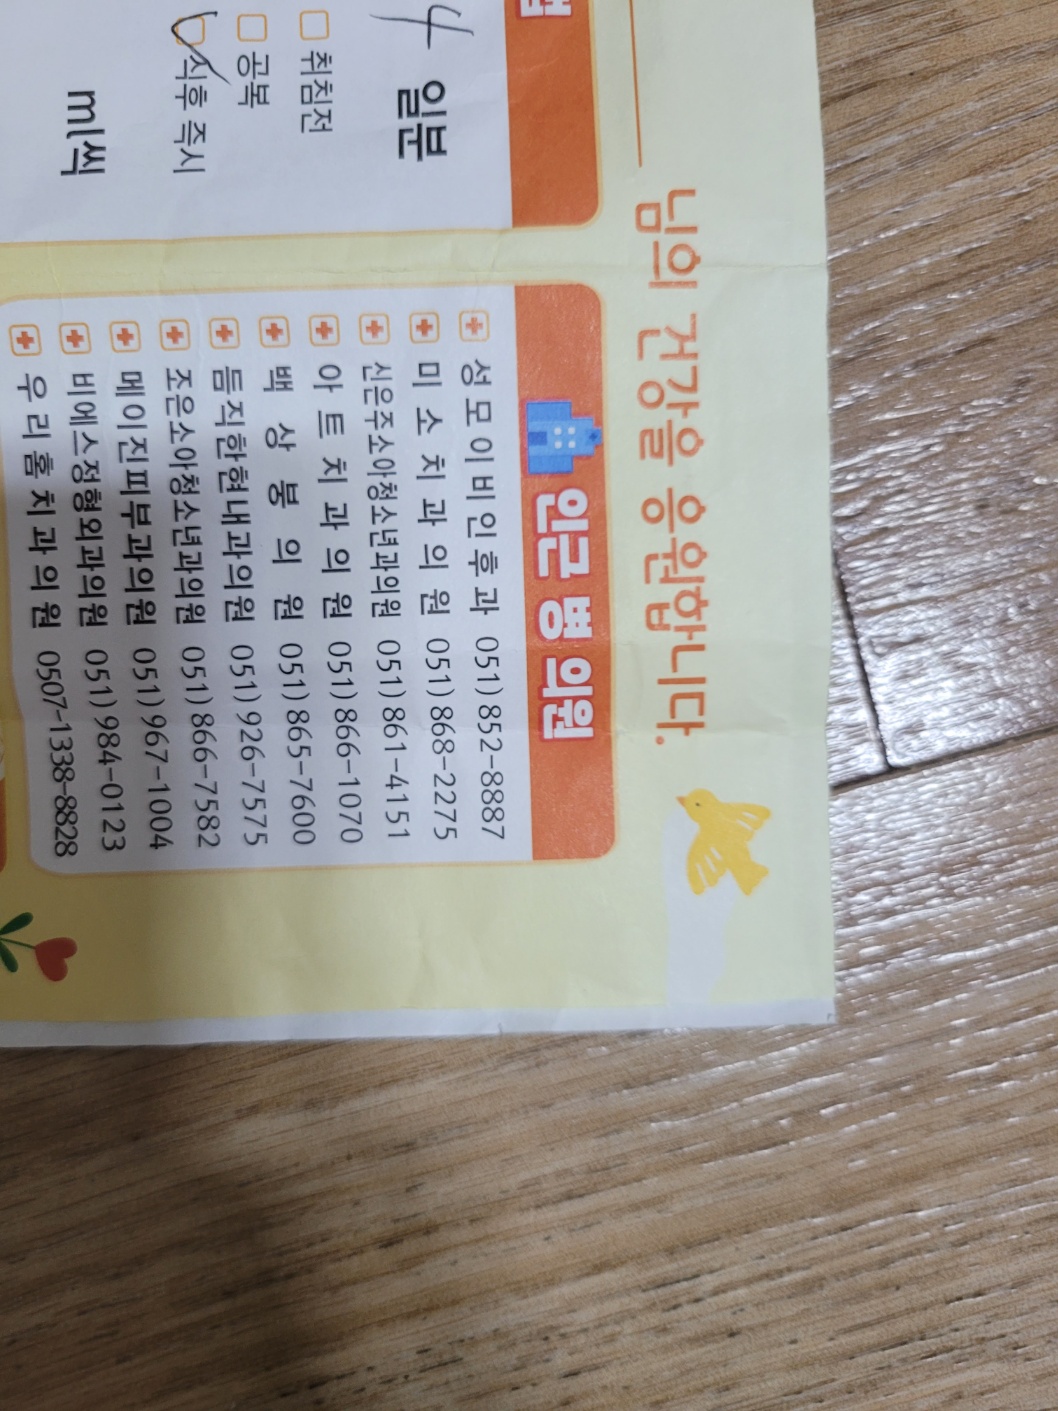 님의 건강을 응원합니다.
4 일분
취침전
공복
식후 즉시
ml씩
인근 병 의원
성모이비인후과 051) 852-8887
미소치과의원 051) 868-2275
신은주소아청소년과의원 051) 861-4151
아트치과의원 051) 866-1070
백상봉의원 051) 865-7600
듬직한현내과의원 051) 926-7575
조은소아청소년과의원 051) 866-7582
메이진피부과의원 051) 967-1004
비에스정형외과의원 051) 984-0123
우리홈치과의원 0507-1338-8828